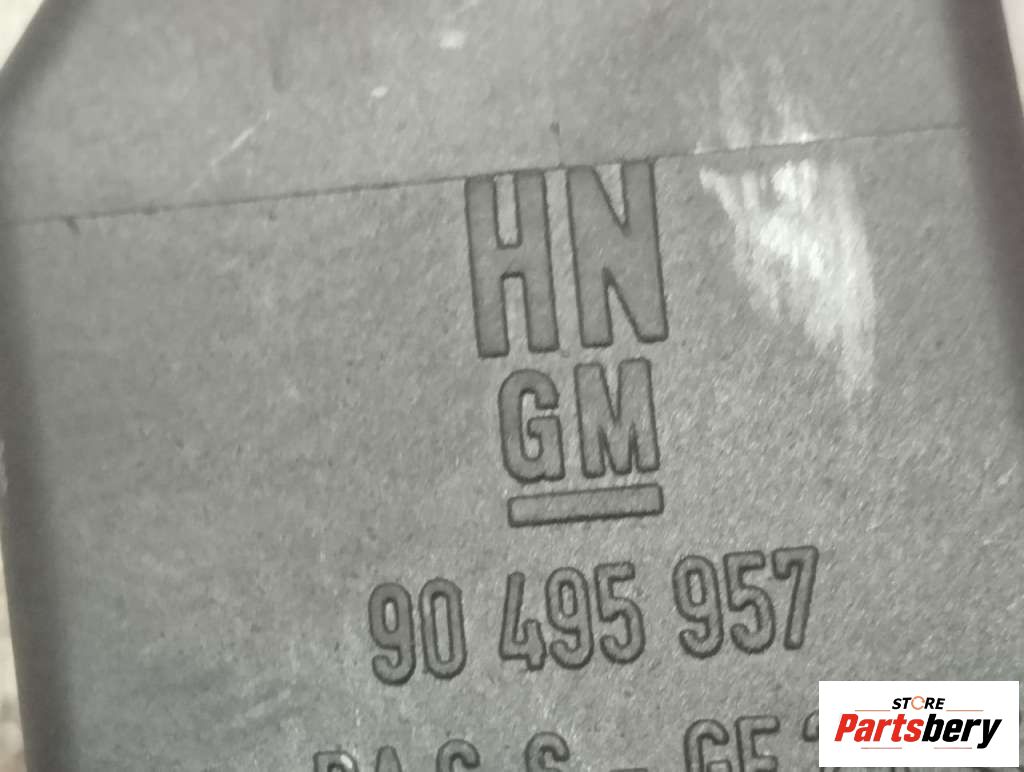 HN
GM
90 495 957
STORE
Partsbery